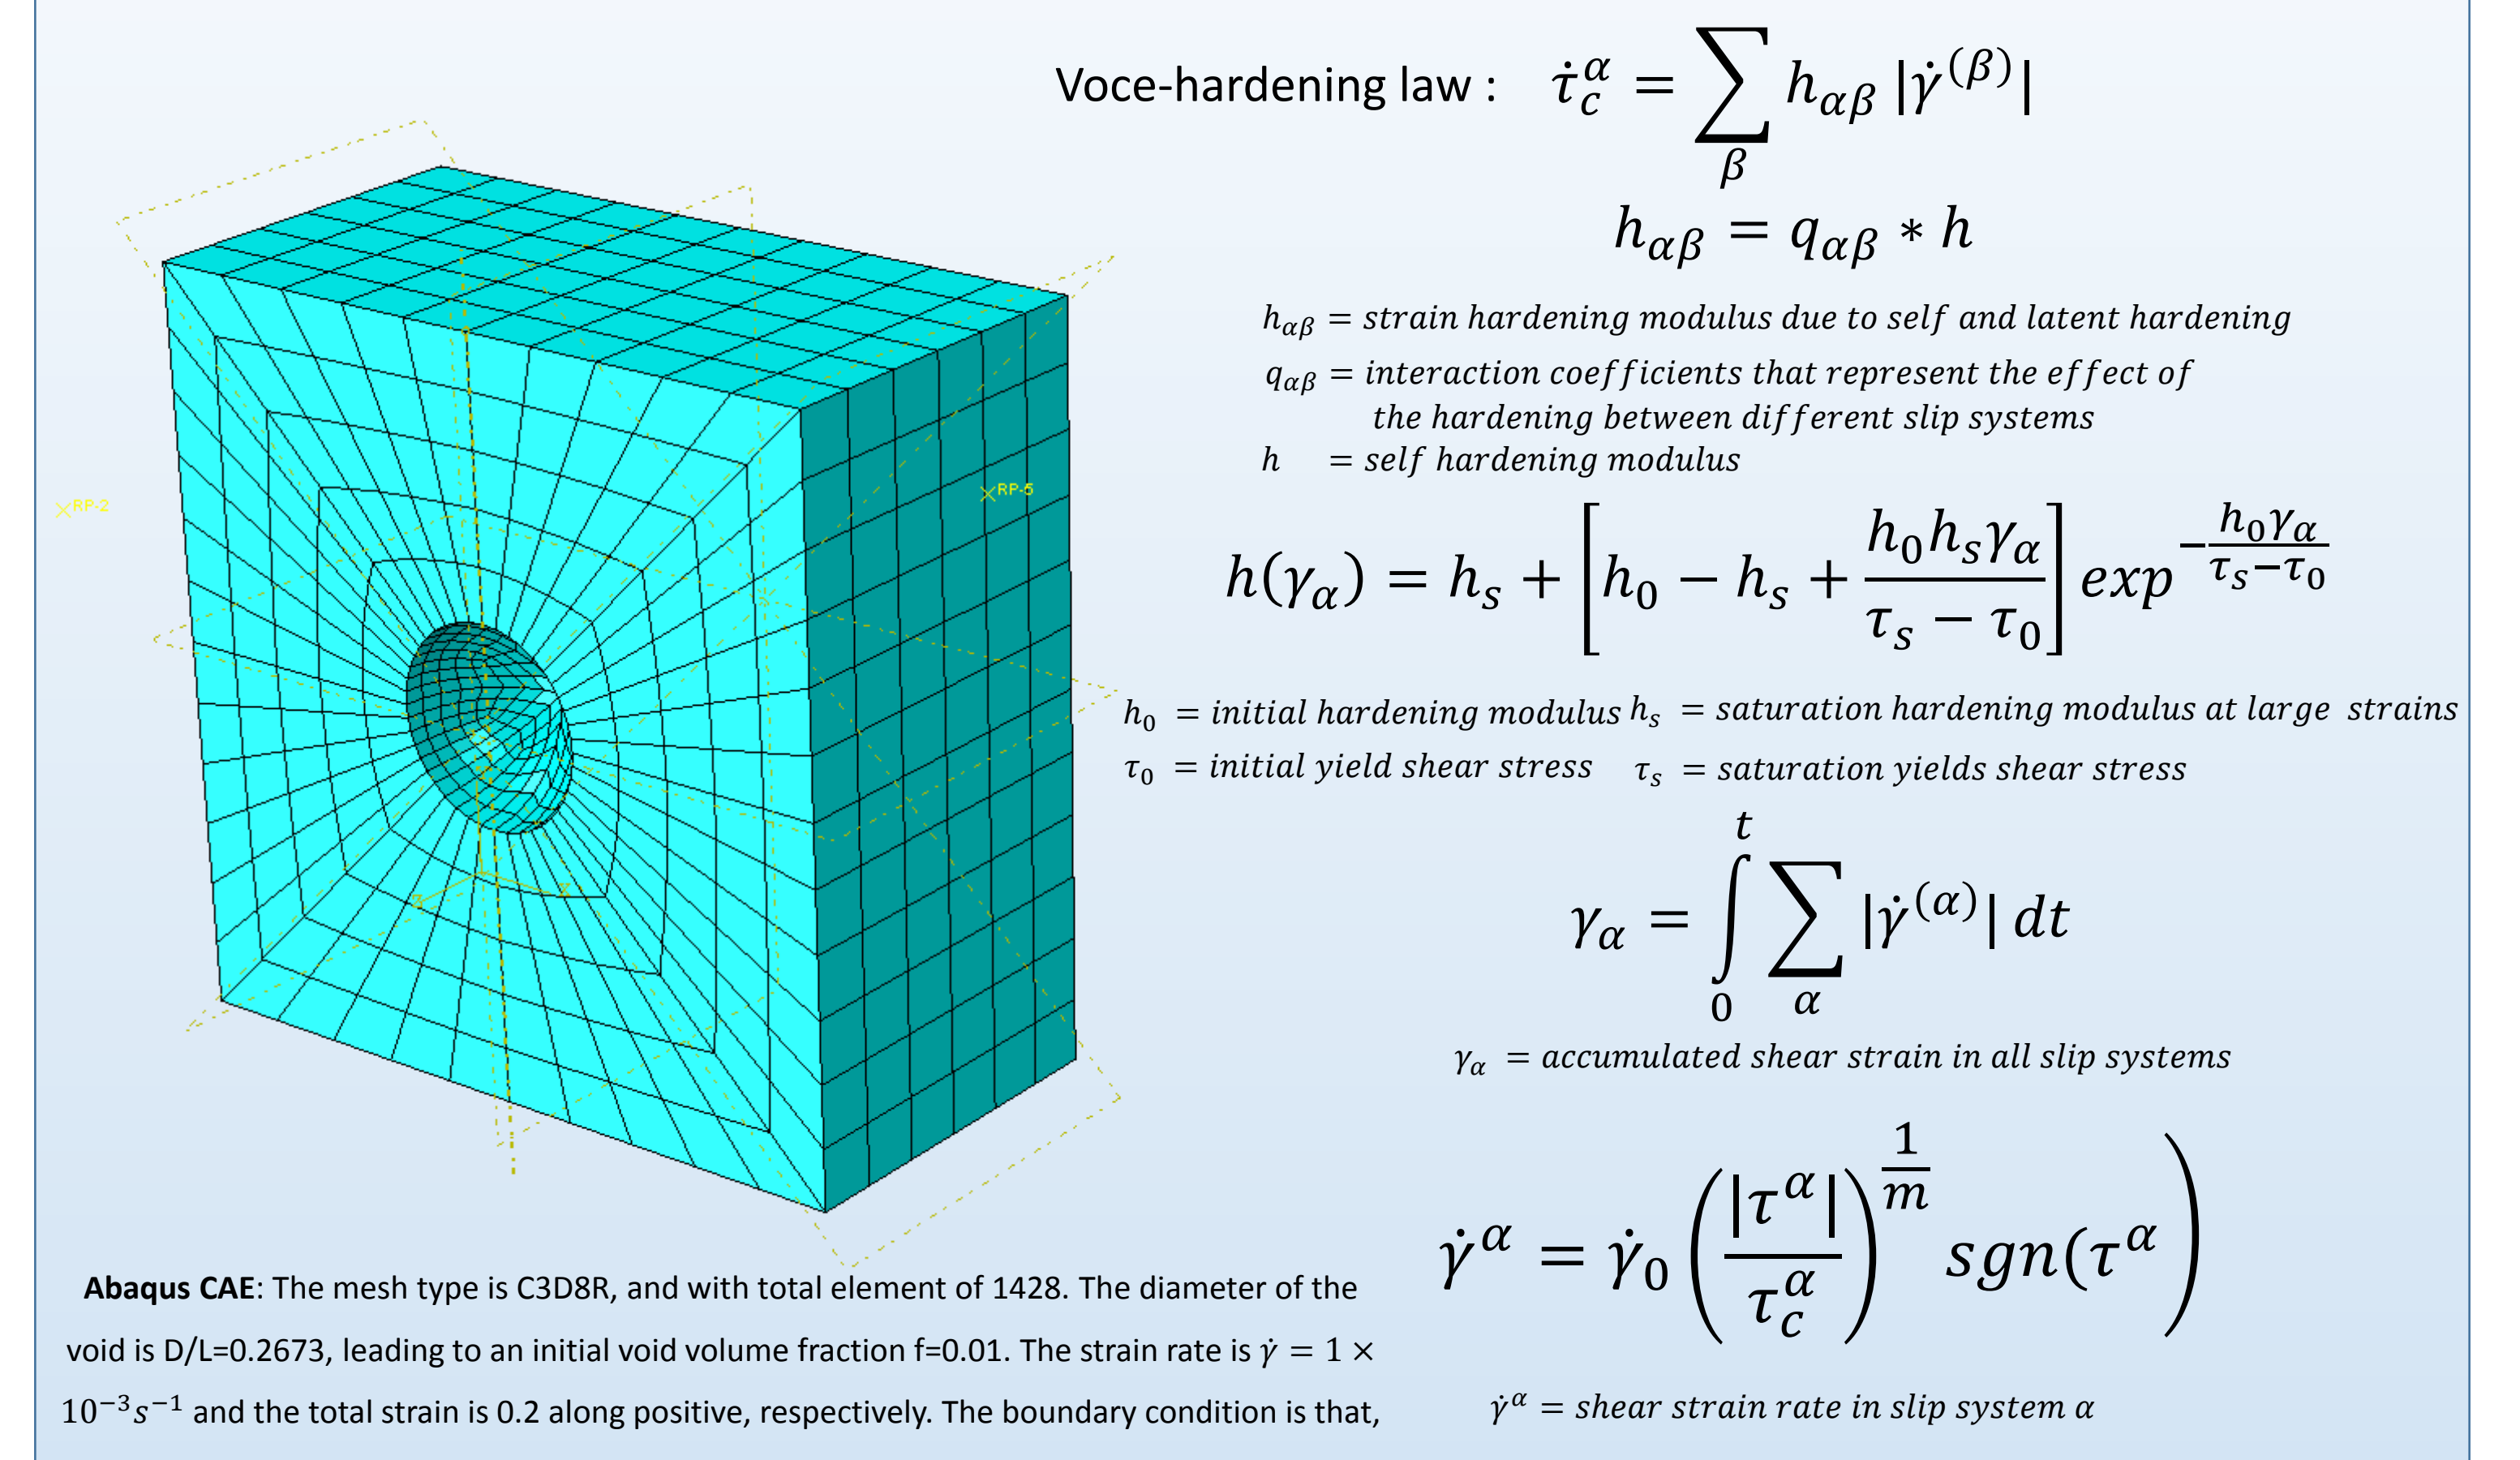 Voce-hardening law : τ̇_c^α = ∑_β h_αβ |γ̇^(β)|
h_αβ = q_αβ * h
h_αβ = strain hardening modulus due to self and latent hardening
q_αβ = interaction coefficients that represent the effect of
the hardening between different slip systems
h = self hardening modulus
RP-2
RP-5
h(γ_α) = h_s + [h_0 − h_s + (h_0 h_s γ_α)/(τ_s − τ_0)] exp^(−(h_0 γ_α)/(τ_s−τ_0))
h_0 = initial hardening modulus h_s = saturation hardening modulus at large strains
τ_0 = initial yield shear stress τ_s = saturation yields shear stress
γ_α = ∫_0^t ∑_α |γ̇^(α)| dt
Z X
γ_α = accumulated shear strain in all slip systems
γ̇^α = γ̇_0 (|τ^α|/τ_c^α)^(1/m) sgn(τ^α)
Abaqus CAE: The mesh type is C3D8R, and with total element of 1428. The diameter of the
void is D/L=0.2673, leading to an initial void volume fraction f=0.01. The strain rate is γ̇ = 1 ×
10⁻³s⁻¹ and the total strain is 0.2 along positive, respectively. The boundary condition is that,
γ̇^α = shear strain rate in slip system α